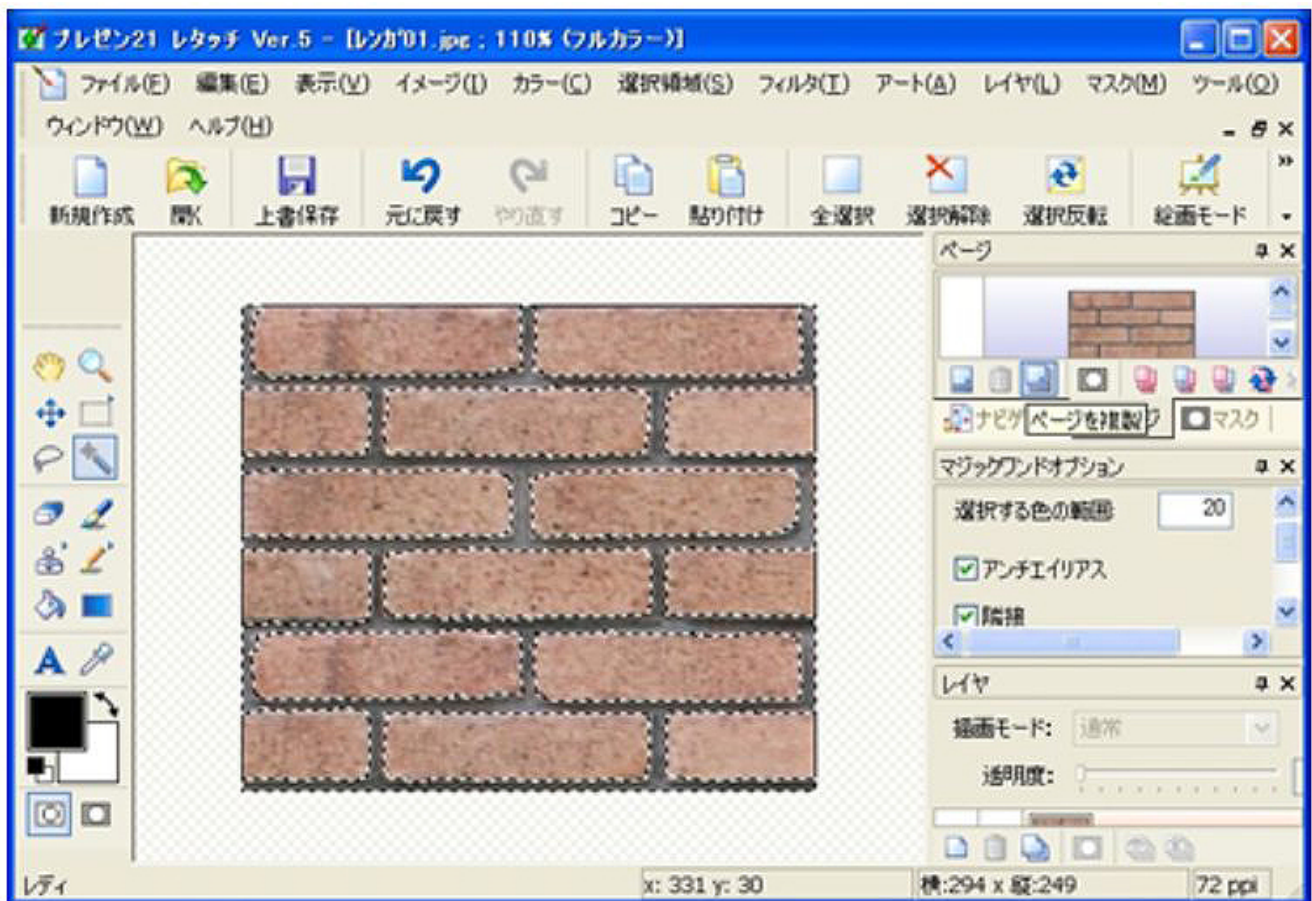 プレゼン21 レタッチ Ver.5 - [レンガ01.jpg : 110% (フルカラー)]
ファイル(F) 編集(E) 表示(V) イメージ(I) カラー(C) 選択領域(S) フィルタ(T) アート(A) レイヤ(L) マスク(M) ツール(O)
ウィンドウ(W) ヘルプ(H)
新規作成 開く 上書保存 元に戻す やり直す コピー 貼り付け 全選択 選択解除 選択反転 絵画モード
ページ
ナビゲ ページを複製 ジ マスク
マジックワンドオプション
選択する色の範囲 20
アンチエイリアス
隣接
レイヤ
描画モード: 通常
透明度:
A
レディ x: 331 y: 30 横:294 x 縦:249 72 ppi